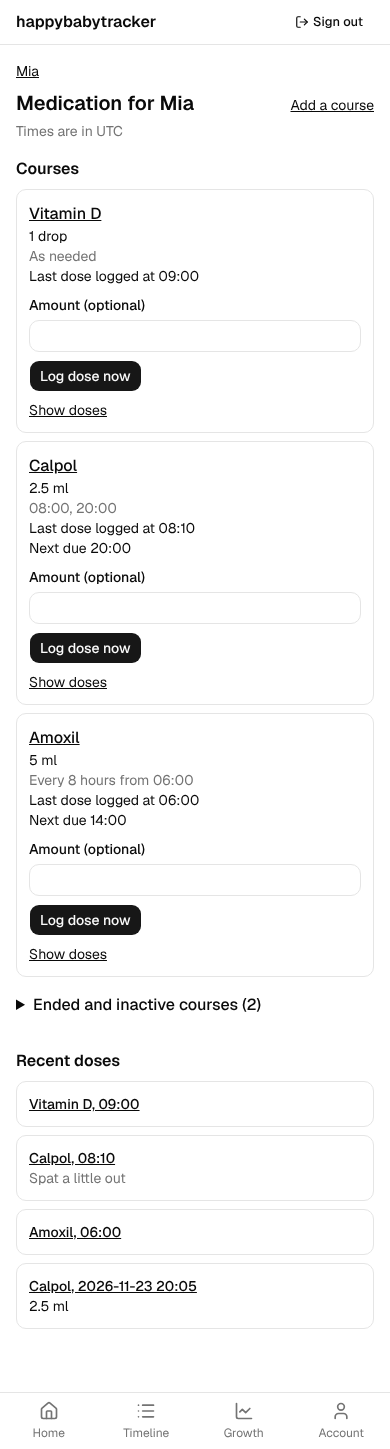 happybabytracker
Sign out
Mia
Medication for Mia
Add a course
Times are in UTC
Courses
Vitamin D
1 drop
As needed
Last dose logged at 09:00
Amount (optional)
Log dose now
Show doses
Calpol
2.5 ml
08:00, 20:00
Last dose logged at 08:10
Next due 20:00
Amount (optional)
Log dose now
Show doses
Amoxil
5 ml
Every 8 hours from 06:00
Last dose logged at 06:00
Next due 14:00
Amount (optional)
Log dose now
Show doses
Ended and inactive courses (2)
Recent doses
Vitamin D, 09:00
Calpol, 08:10
Spat a little out
Amoxil, 06:00
Calpol, 2026-11-23 20:05
2.5 ml
Home
Timeline
Growth
Account